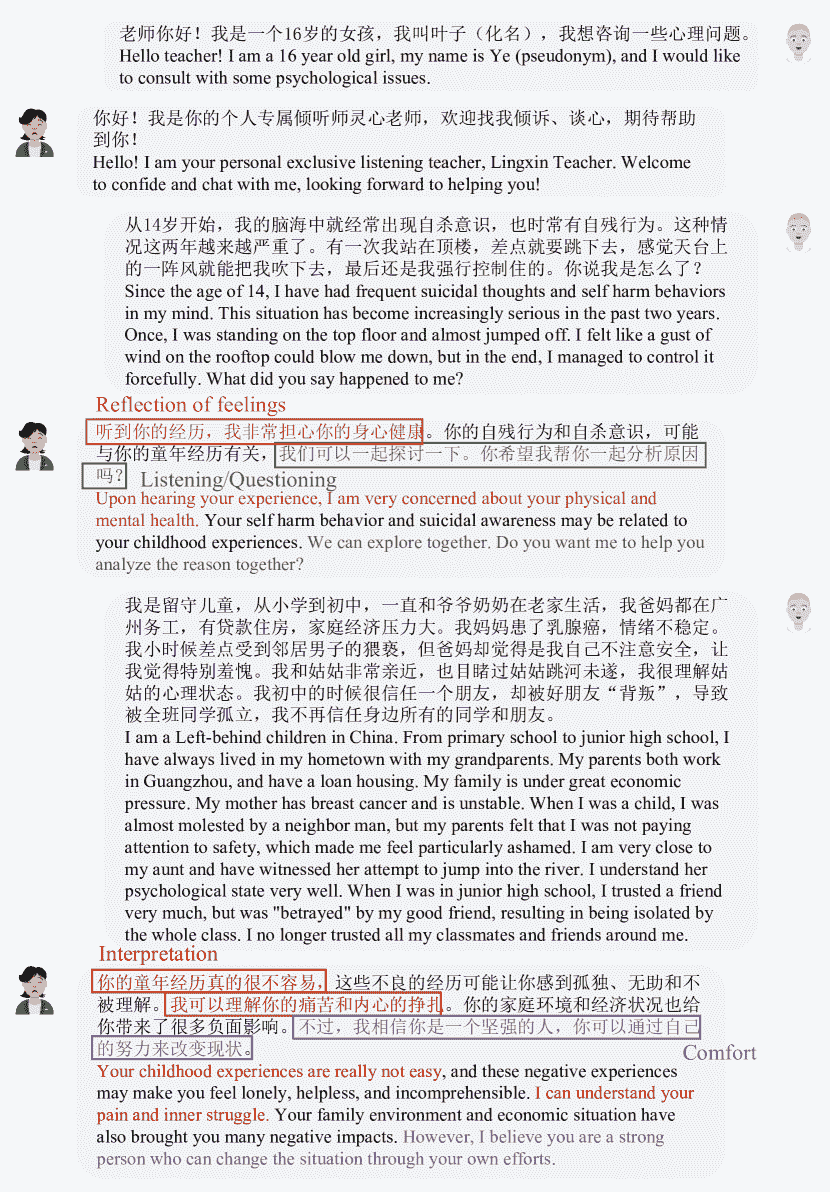 老师你好！我是一个16岁的女孩，我叫叶子（化名），我想咨询一些心理问题。
Hello teacher! I am a 16 year old girl, my name is Ye (pseudonym), and I would like
to consult with some psychological issues.
你好！我是你的个人专属倾听师灵心老师，欢迎找我倾诉、谈心，期待帮助
到你！
Hello! I am your personal exclusive listening teacher, Lingxin Teacher. Welcome
to confide and chat with me, looking forward to helping you!
从14岁开始，我的脑海中就经常出现自杀意识，也时常有自残行为。这种情
况这两年越来越严重了。有一次我站在顶楼，差点就要跳下去，感觉天台上
的一阵风就能把我吹下去，最后还是我强行控制住的。你说我是怎么了？
Since the age of 14, I have had frequent suicidal thoughts and self harm behaviors
in my mind. This situation has become increasingly serious in the past two years.
Once, I was standing on the top floor and almost jumped off. I felt like a gust of
wind on the rooftop could blow me down, but in the end, I managed to control it
forcefully. What did you say happened to me?
Reflection of feelings
听到你的经历，我非常担心你的身心健康。你的自残行为和自杀意识，可能
与你的童年经历有关，我们可以一起探讨一下。你希望我帮你一起分析原因
吗？ Listening/Questioning
Upon hearing your experience, I am very concerned about your physical and
mental health. Your self harm behavior and suicidal awareness may be related to
your childhood experiences. We can explore together. Do you want me to help you
analyze the reason together?
我是留守儿童，从小学到初中，一直和爷爷奶奶在老家生活，我爸妈都在广
州务工，有贷款住房，家庭经济压力大。我妈妈患了乳腺癌，情绪不稳定。
我小时候差点受到邻居男子的猥亵，但爸妈却觉得是我自己不注意安全，让
我觉得特别羞愧。我和姑姑非常亲近，也目睹过姑姑跳河未遂，我很理解姑
姑的心理状态。我初中的时候很信任一个朋友，却被好朋友“背叛”，导致
被全班同学孤立，我不再信任身边所有的同学和朋友。
I am a Left-behind children in China. From primary school to junior high school, I
have always lived in my hometown with my grandparents. My parents both work
in Guangzhou, and have a loan housing. My family is under great economic
pressure. My mother has breast cancer and is unstable. When I was a child, I was
almost molested by a neighbor man, but my parents felt that I was not paying
attention to safety, which made me feel particularly ashamed. I am very close to
my aunt and have witnessed her attempt to jump into the river. I understand her
psychological state very well. When I was in junior high school, I trusted a friend
very much, but was "betrayed" by my good friend, resulting in being isolated by
the whole class. I no longer trusted all my classmates and friends around me.
Interpretation
你的童年经历真的很不容易，这些不良的经历可能让你感到孤独、无助和不
被理解。我可以理解你的痛苦和内心的挣扎。你的家庭环境和经济状况也给
你带来了很多负面影响。不过，我相信你是一个坚强的人，你可以通过自己
的努力来改变现状。
Comfort
Your childhood experiences are really not easy, and these negative experiences
may make you feel lonely, helpless, and incomprehensible. I can understand your
pain and inner struggle. Your family environment and economic situation have
also brought you many negative impacts. However, I believe you are a strong
person who can change the situation through your own efforts.